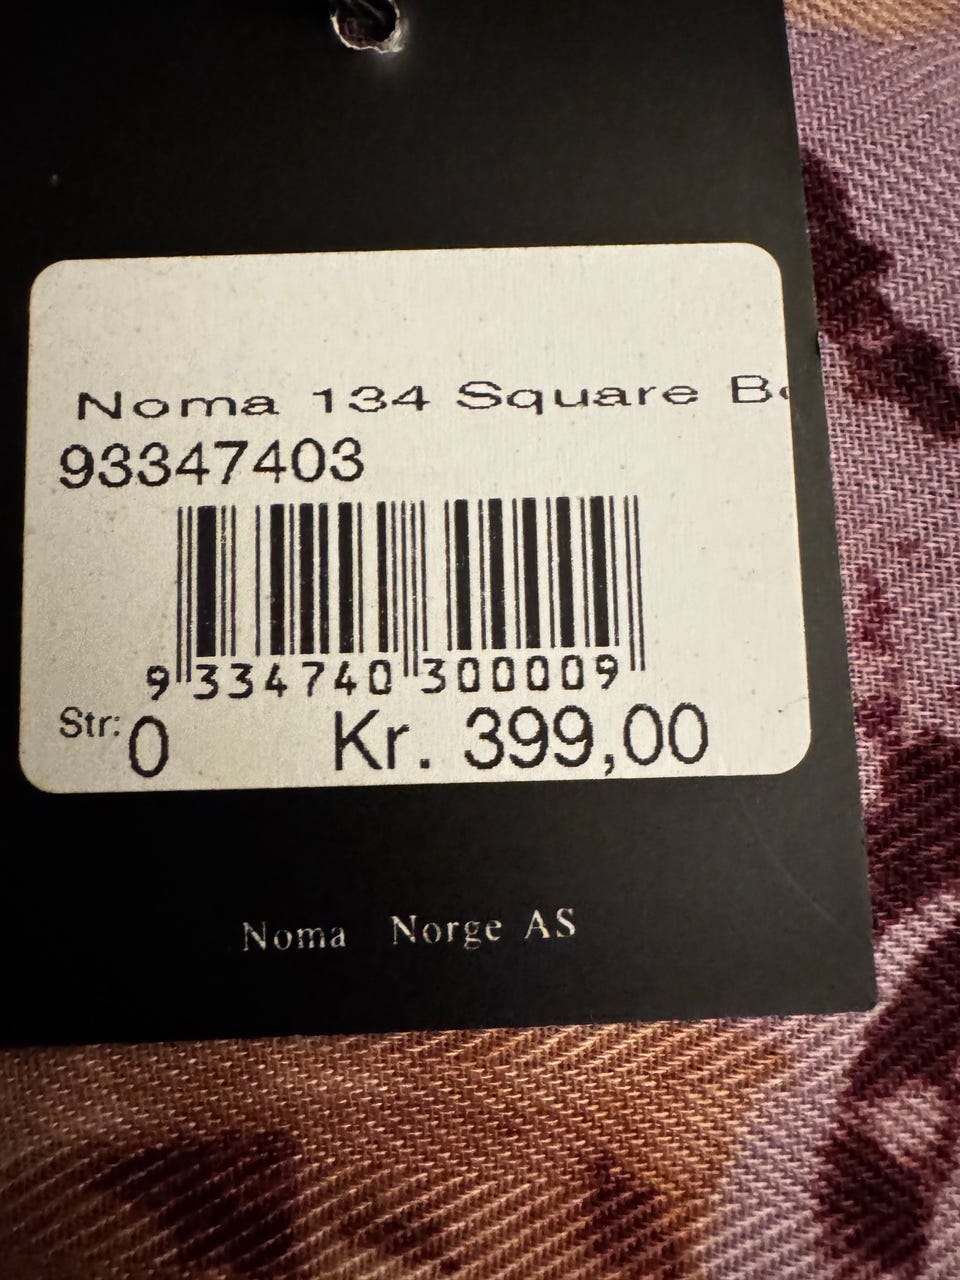 Noma 134 Square
93347403
9 334740 300009
Str: 0 Kr. 399,00
Noma Norge AS